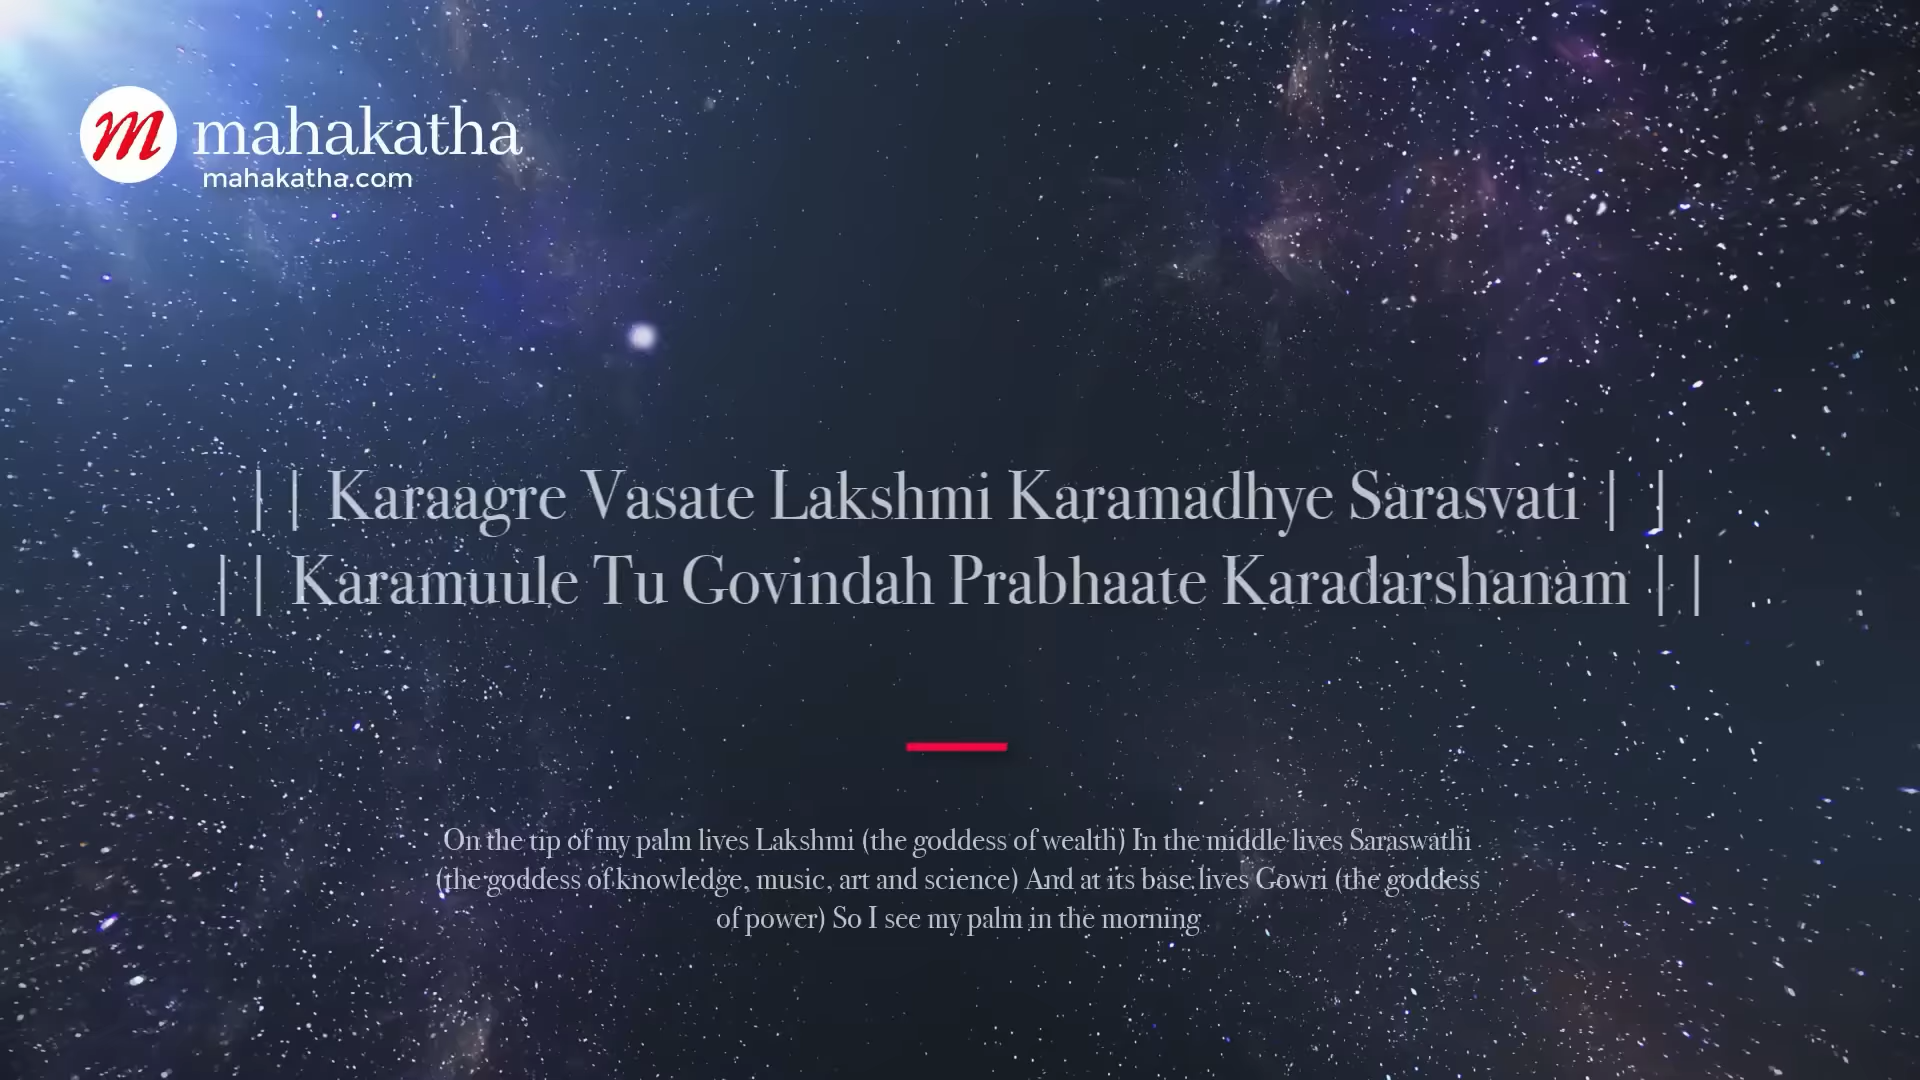 m mahakatha
mahakatha.com
|| Karaagre Vasate Lakshmi Karamadhye Sarasvati ||
|| Karamuule Tu Govindah Prabhaate Karadarshanam ||
On the tip of my palm lives Lakshmi (the goddess of wealth) In the middle lives Saraswathi
(the goddess of knowledge, music, art and science) And at its base lives Gowri (the goddess
of power) So I see my palm in the morning